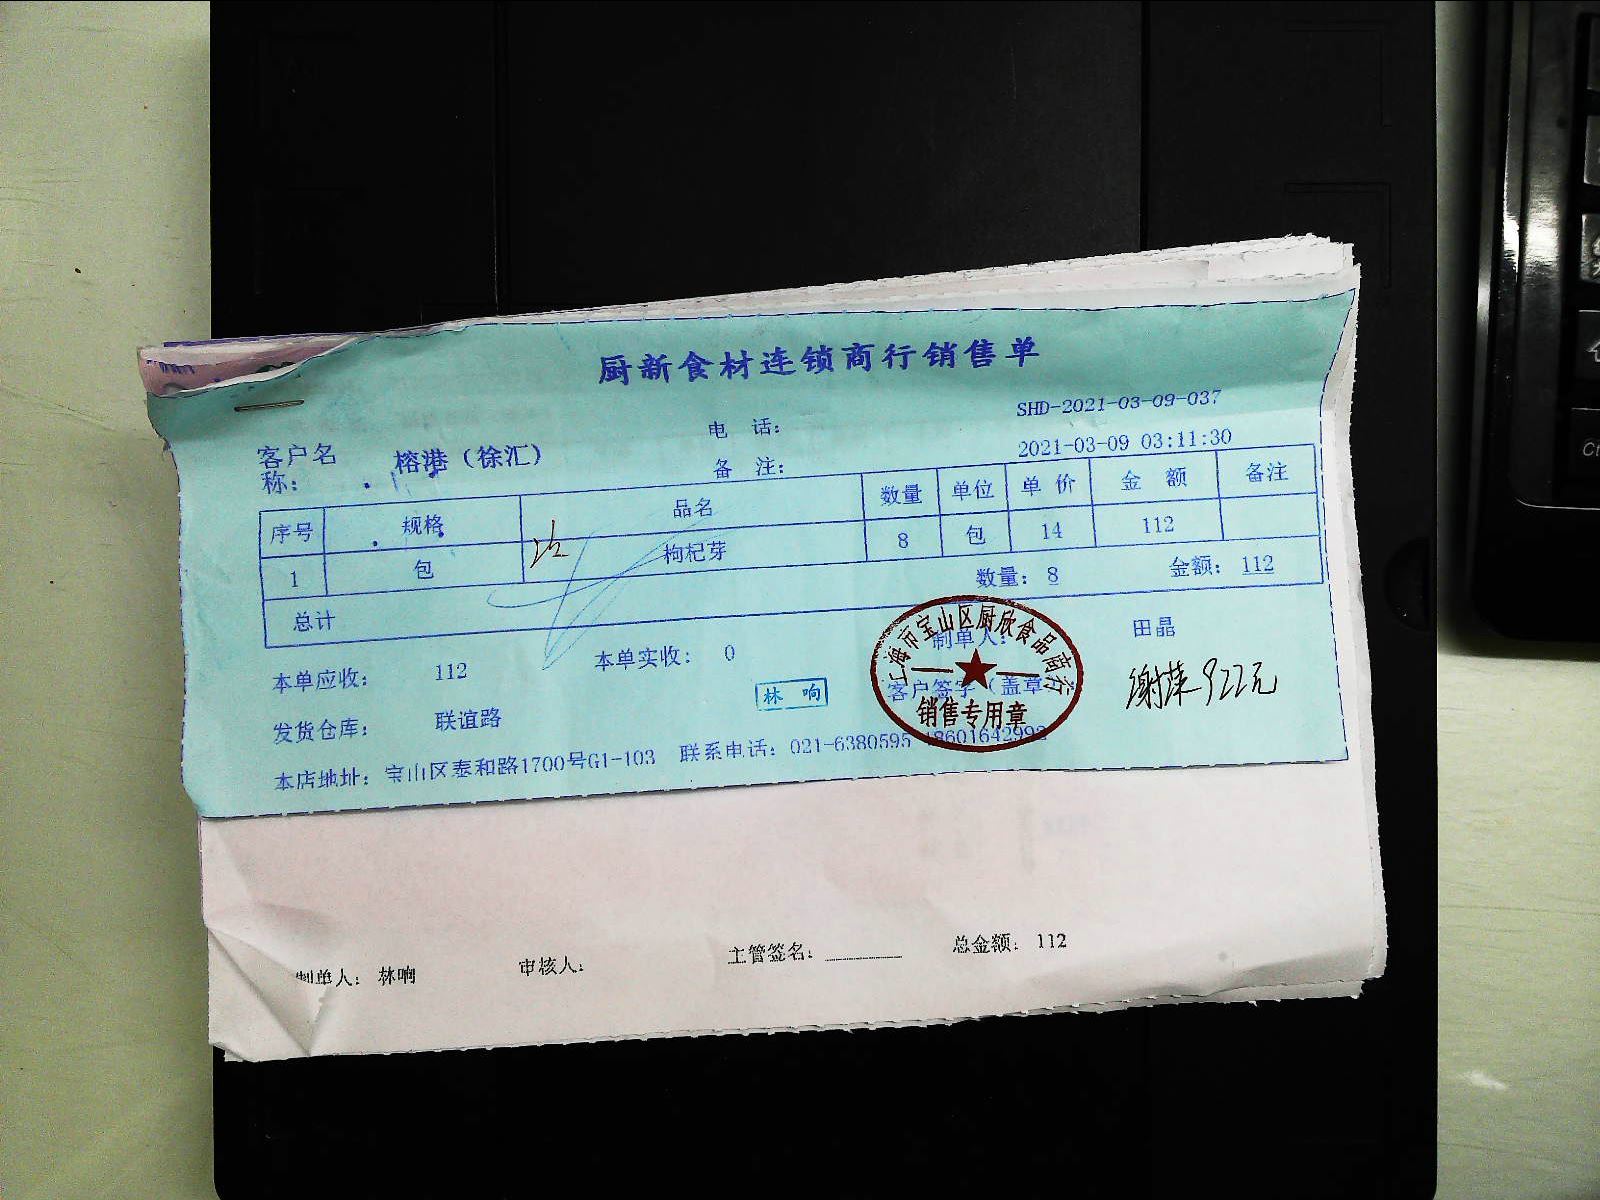 厨新食材连锁商行销售单
SHD-2021-03-09-037
客户名称： 榕港（徐汇） 电 话：
备 注： 2021-03-09 03:11:30
序号 规格 品名 数量 单位 单 价 金 额 备注
1 包 枸杞芽 8 包 14 112
总计 数量：8 金额：112
本单应收： 112 本单实收： 0 制单人： 田晶
发货仓库： 联谊路 林 响 客户签字（盖章
上海市宝山区厨欣食品商行
销售专用章
本店地址：宝山区泰和路1700号G1-103 联系电话：021-6380595 18601642992
制单人：林响 审核人： 主管签名： 总金额：112